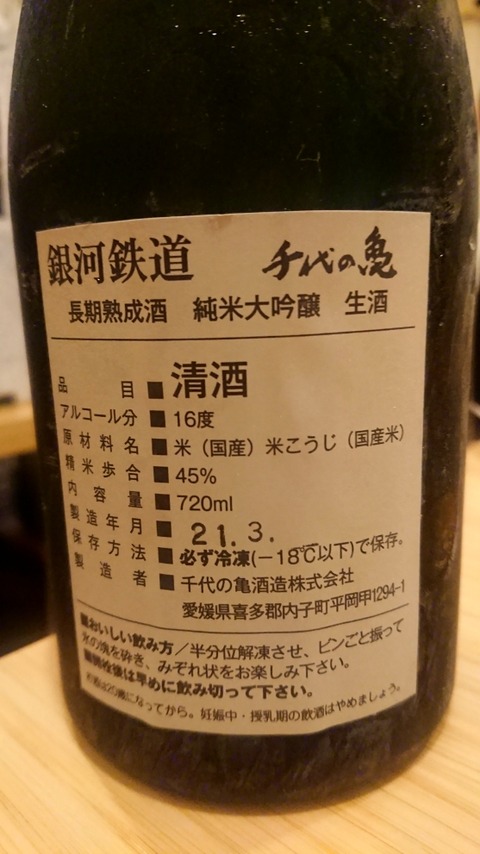 銀河鉄道 千代の亀
長期熟成酒 純米大吟醸 生酒
品目 ■ 清酒
アルコール分 ■ 16度
原材料名 ■ 米（国産）米こうじ（国産米）
精米歩合 ■ 45%
内容量 ■ 720ml
製造年月 ■ 21.3.
保存方法 ■ 必ず冷凍(－18℃以下)で保存。
製造者 ■ 千代の亀酒造株式会社
愛媛県喜多郡内子町平岡甲1294-1
■おいしい飲み方／半分位解凍させ、ビンごと振って
氷の塊を砕き、みぞれ状をお楽しみ下さい。
■開栓後は早めに飲み切って下さい。
お酒は20歳になってから。妊娠中・授乳期の飲酒はやめましょう。